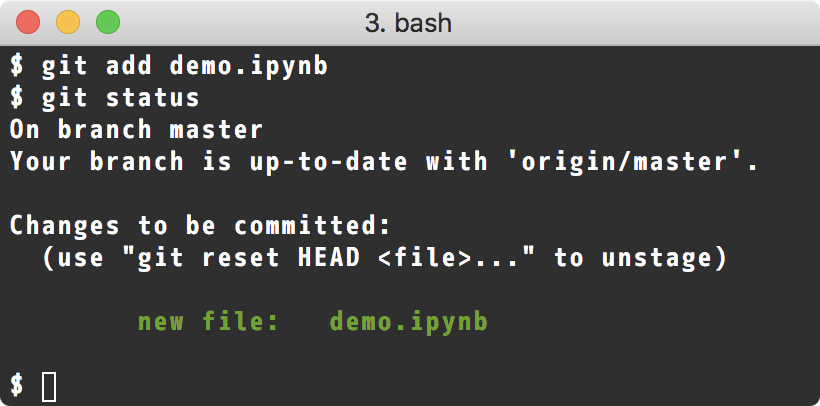 3. bash
$ git add demo.ipynb
$ git status
On branch master
Your branch is up-to-date with 'origin/master'.
Changes to be committed:
  (use "git reset HEAD <file>..." to unstage)
        new file:   demo.ipynb
$